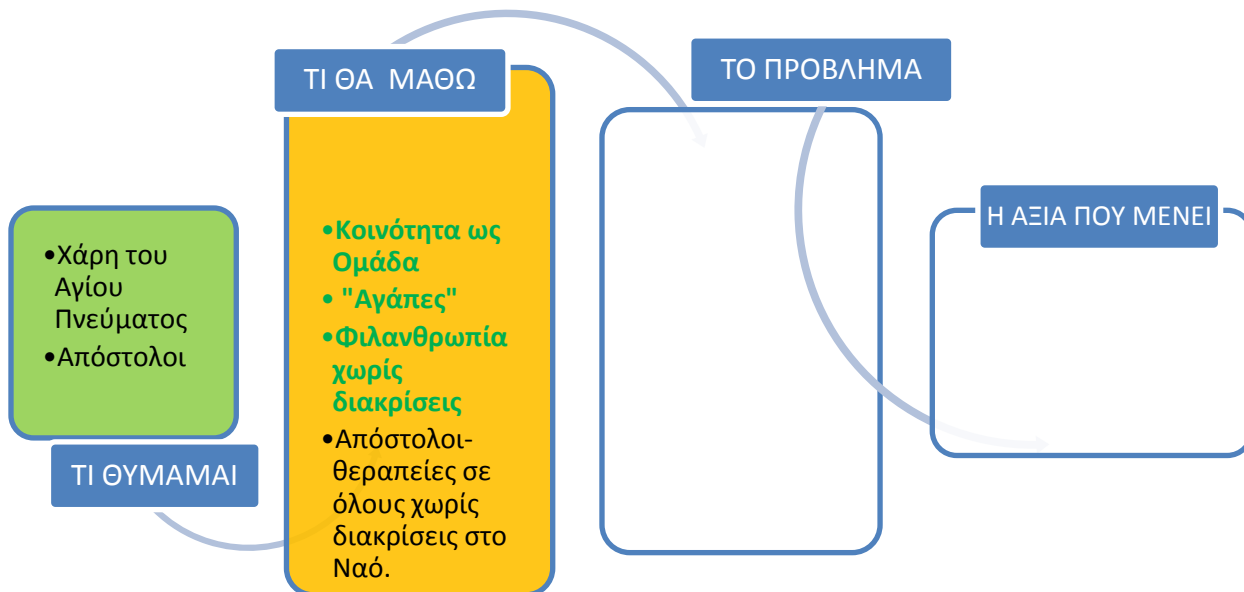 •Χάρη του
Αγίου
Πνεύματος
•Απόστολοι
ΤΙ ΘΥΜΑΜΑΙ
ΤΙ ΘΑ ΜΑΘΩ
•Κοινότητα ως
Ομάδα
• "Αγάπες"
•Φιλανθρωπία
χωρίς
διακρίσεις
•Απόστολοι-
θεραπείες σε
όλους χωρίς
διακρίσεις στο
Ναό.
ΤΟ ΠΡΟΒΛΗΜΑ
Η ΑΞΙΑ ΠΟΥ ΜΕΝΕΙ